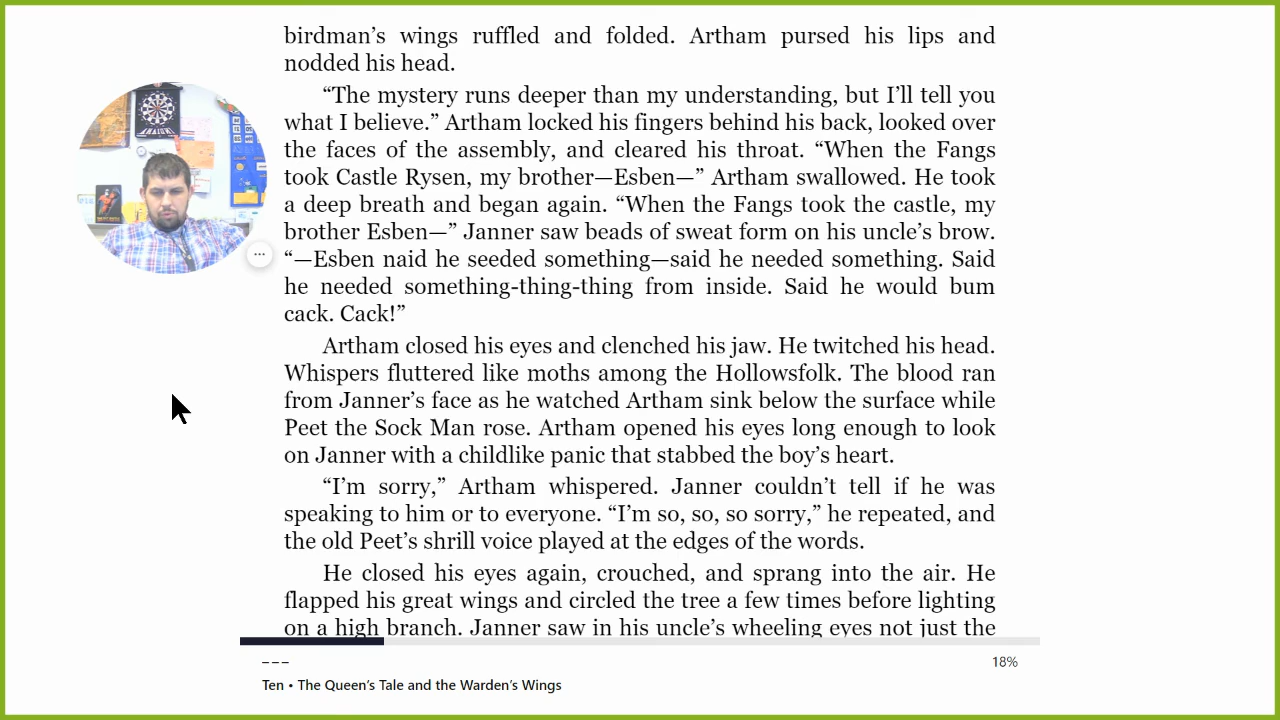 birdman’s wings ruffled and folded. Artham pursed his lips and
nodded his head.
“The mystery runs deeper than my understanding, but I’ll tell you
what I believe.” Artham locked his fingers behind his back, looked over
the faces of the assembly, and cleared his throat. “When the Fangs
took Castle Rysen, my brother—Esben—” Artham swallowed. He took
a deep breath and began again. “When the Fangs took the castle, my
brother Esben—” Janner saw beads of sweat form on his uncle’s brow.
“—Esben naid he seeded something—said he needed something. Said
he needed something-thing-thing from inside. Said he would bum
cack. Cack!”
Artham closed his eyes and clenched his jaw. He twitched his head.
Whispers fluttered like moths among the Hollowsfolk. The blood ran
from Janner’s face as he watched Artham sink below the surface while
Peet the Sock Man rose. Artham opened his eyes long enough to look
on Janner with a childlike panic that stabbed the boy’s heart.
“I’m sorry,” Artham whispered. Janner couldn’t tell if he was
speaking to him or to everyone. “I’m so, so, so sorry,” he repeated, and
the old Peet’s shrill voice played at the edges of the words.
He closed his eyes again, crouched, and sprang into the air. He
flapped his great wings and circled the tree a few times before lighting
on a high branch. Janner saw in his uncle’s wheeling eyes not just the
18%
Ten • The Queen’s Tale and the Warden’s Wings